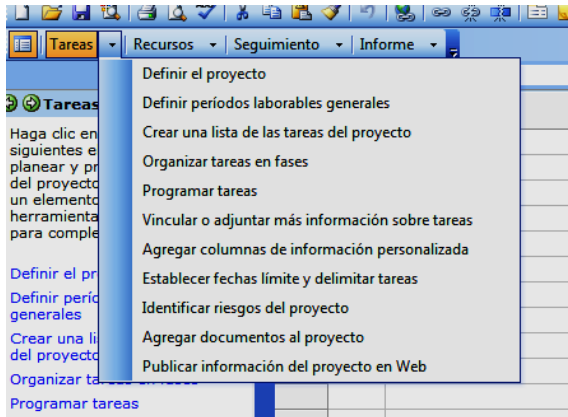 Tareas Recursos Seguimiento Informe
Definir el proyecto
Definir períodos laborables generales
Crear una lista de las tareas del proyecto
Organizar tareas en fases
Programar tareas
Vincular o adjuntar más información sobre tareas
Agregar columnas de información personalizada
Establecer fechas límite y delimitar tareas
Identificar riesgos del proyecto
Agregar documentos al proyecto
Publicar información del proyecto en Web
Tareas
Haga clic en
siguientes e
planear y pr
del proyecto
un elemento
herramienta
para comple
Definir el pr
Definir períc
generales
Crear una li
del proyecto
Organizar tareas en fases
Programar tareas